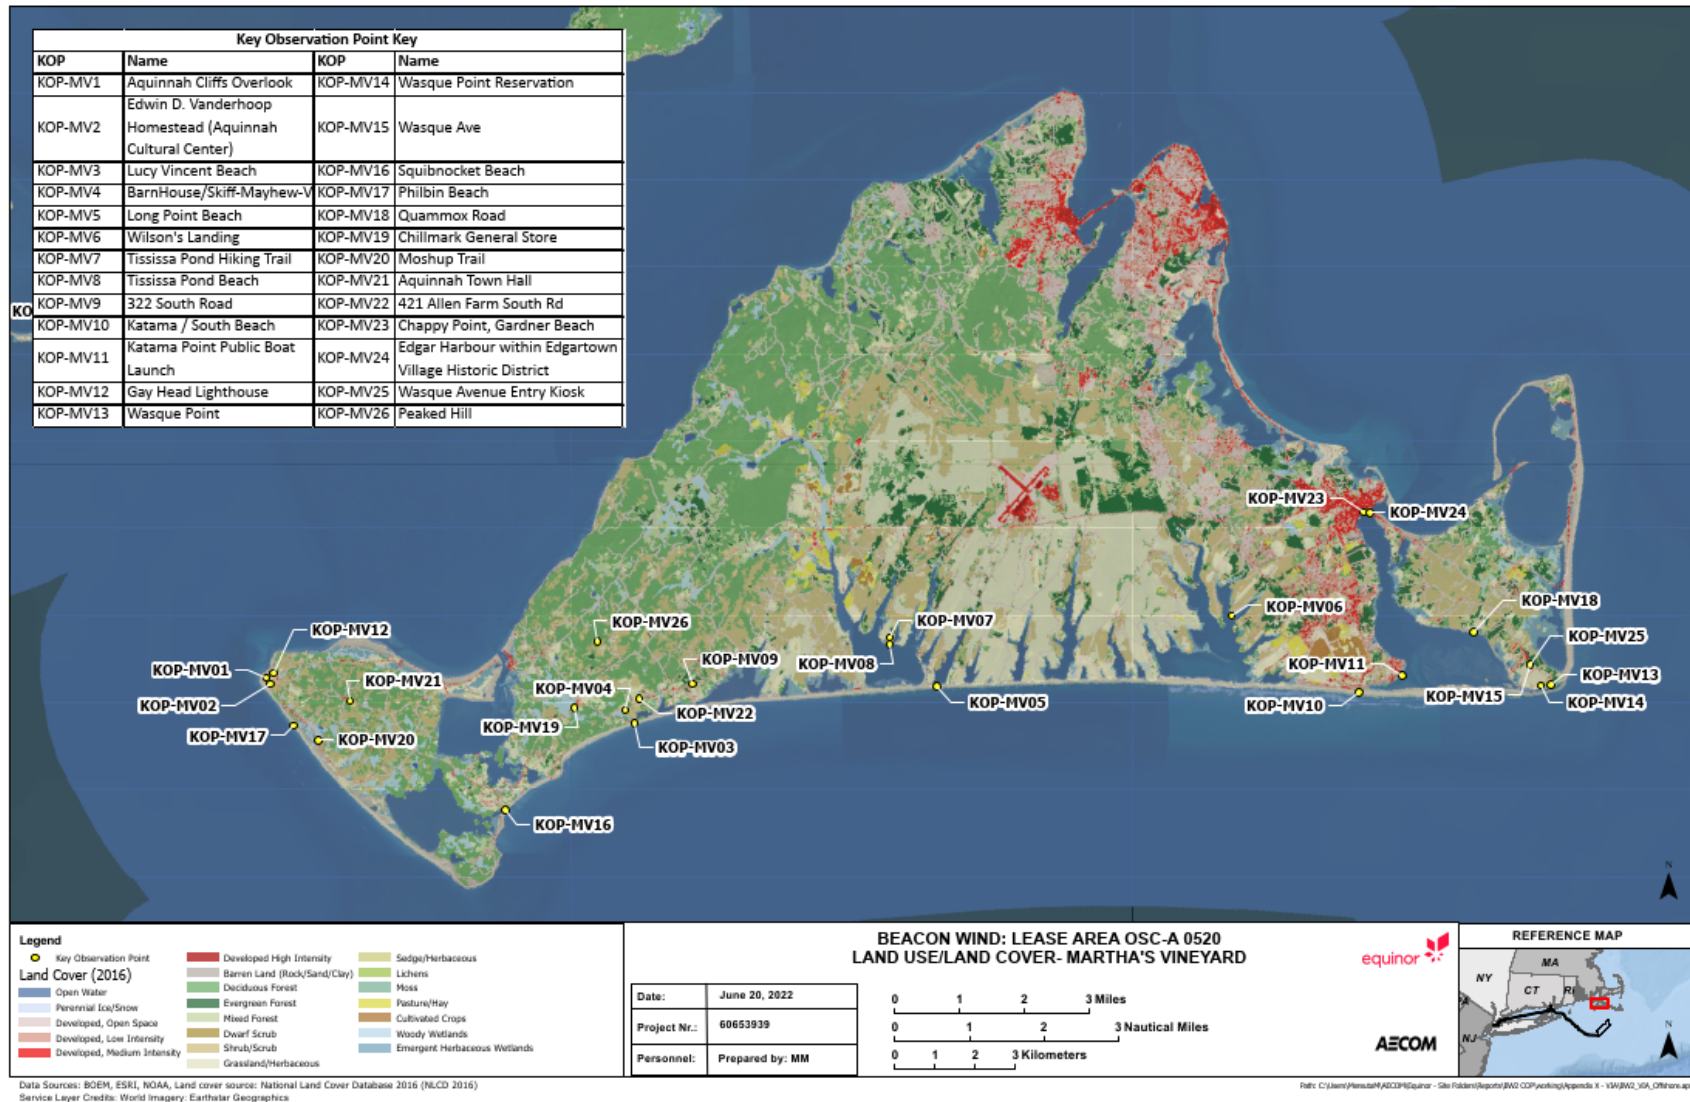 Key Observation Point Key
KOP Name KOP Name
KOP-MV1 Aquinnah Cliffs Overlook KOP-MV14 Wasque Point Reservation
KOP-MV2 Edwin D. Vanderhoop Homestead (Aquinnah Cultural Center) KOP-MV15 Wasque Ave
KOP-MV3 Lucy Vincent Beach KOP-MV16 Squibnocket Beach
KOP-MV4 BarnHouse/Skiff-Mayhew-V KOP-MV17 Philbin Beach
KOP-MV5 Long Point Beach KOP-MV18 Quammox Road
KOP-MV6 Wilson's Landing KOP-MV19 Chillmark General Store
KOP-MV7 Tississa Pond Hiking Trail KOP-MV20 Moshup Trail
KOP-MV8 Tississa Pond Beach KOP-MV21 Aquinnah Town Hall
KOP-MV9 322 South Road KOP-MV22 421 Allen Farm South Rd
KOP-MV10 Katama / South Beach KOP-MV23 Chappy Point, Gardner Beach
KOP-MV11 Katama Point Public Boat Launch KOP-MV24 Edgar Harbour within Edgartown Village Historic District
KOP-MV12 Gay Head Lighthouse KOP-MV25 Wasque Avenue Entry Kiosk
KOP-MV13 Wasque Point KOP-MV26 Peaked Hill
KO
KOP-MV23
KOP-MV24
KOP-MV18
KOP-MV06
KOP-MV07
KOP-MV26
KOP-MV12
KOP-MV25
KOP-MV09
KOP-MV08
KOP-MV11
KOP-MV01
KOP-MV21
KOP-MV04
KOP-MV13
KOP-MV15
KOP-MV02
KOP-MV05
KOP-MV10
KOP-MV14
KOP-MV22
KOP-MV19
KOP-MV17
KOP-MV20
KOP-MV03
KOP-MV16
N
Legend
Key Observation Point
Land Cover (2016)
Open Water
Perennial Ice/Snow
Developed, Open Space
Developed, Low Intensity
Developed, Medium Intensity
Developed High Intensity
Barren Land (Rock/Sand/Clay)
Deciduous Forest
Evergreen Forest
Mixed Forest
Dwarf Scrub
Shrub/Scrub
Grassland/Herbaceous
Sedge/Herbaceous
Lichens
Moss
Pasture/Hay
Cultivated Crops
Woody Wetlands
Emergent Herbaceous Wetlands
BEACON WIND: LEASE AREA OSC-A 0520
LAND USE/LAND COVER- MARTHA'S VINEYARD
Date: June 20, 2022
Project Nr.: 60653939
Personnel: Prepared by: MM
0 1 2 3 Miles
0 1 2 3 Nautical Miles
0 1 2 3 Kilometers
equinor
AECOM
REFERENCE MAP
MA
NY
CT
RI
PA
NJ
N
Data Sources: BOEM, ESRI, NOAA, Land cover source: National Land Cover Database 2016 (NLCD 2016)
Service Layer Credits: World Imagery: Earthstar Geographics